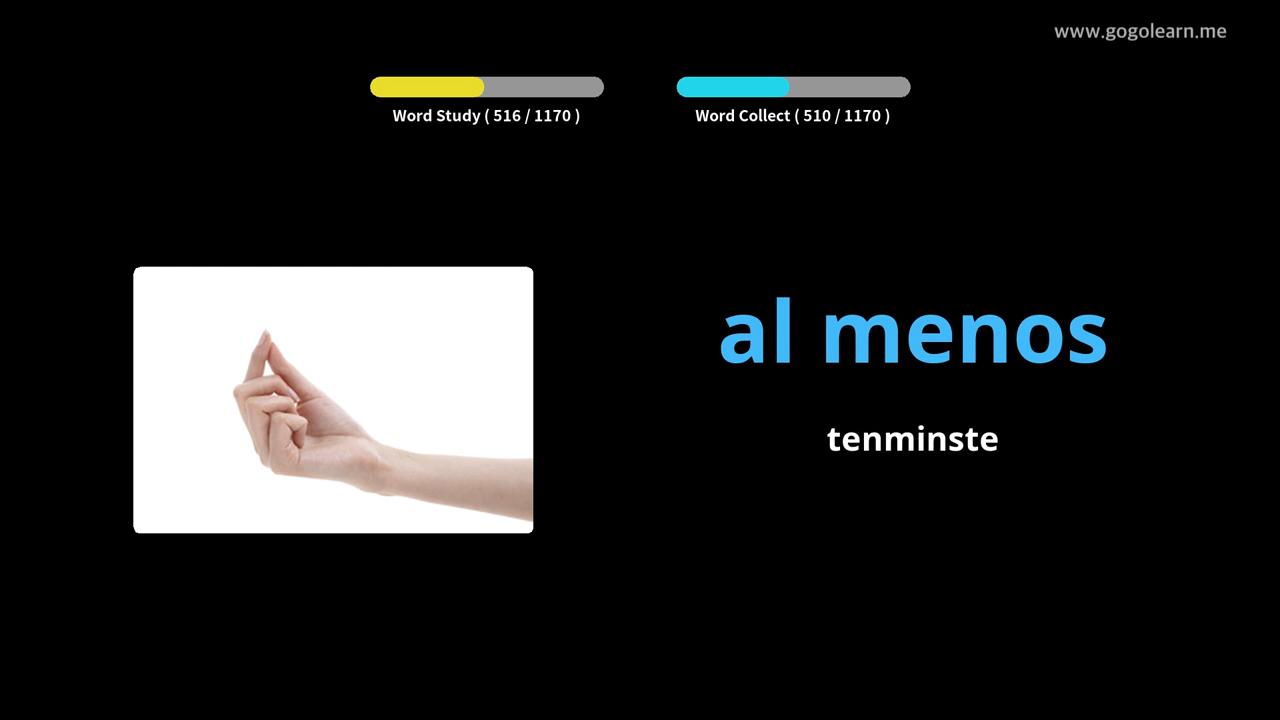 www.gogolearn.me
Word Study ( 516 / 1170 )
Word Collect ( 510 / 1170 )
al menos
tenminste